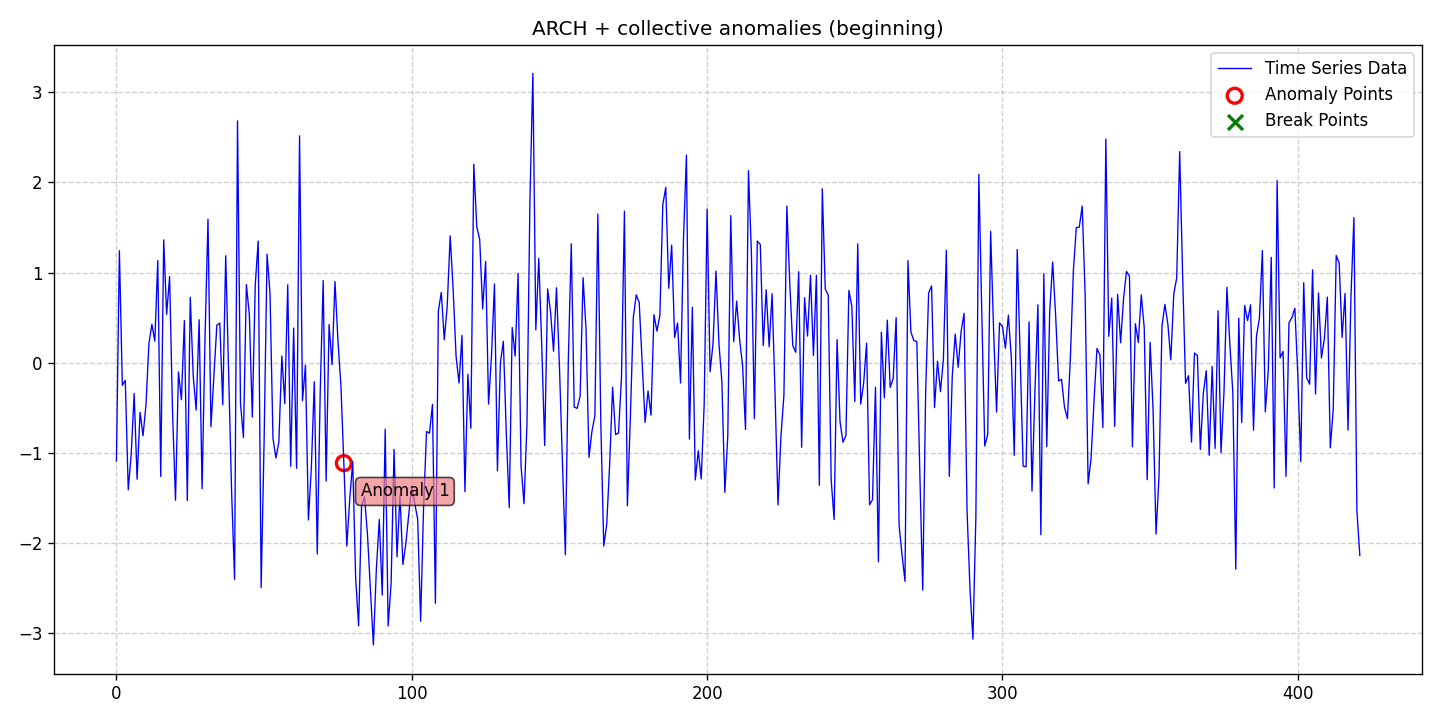 ARCH + collective anomalies (beginning)
Time Series Data
Anomaly Points
Break Points
Anomaly 1
3
2
1
0
−1
−2
−3
0 100 200 300 400